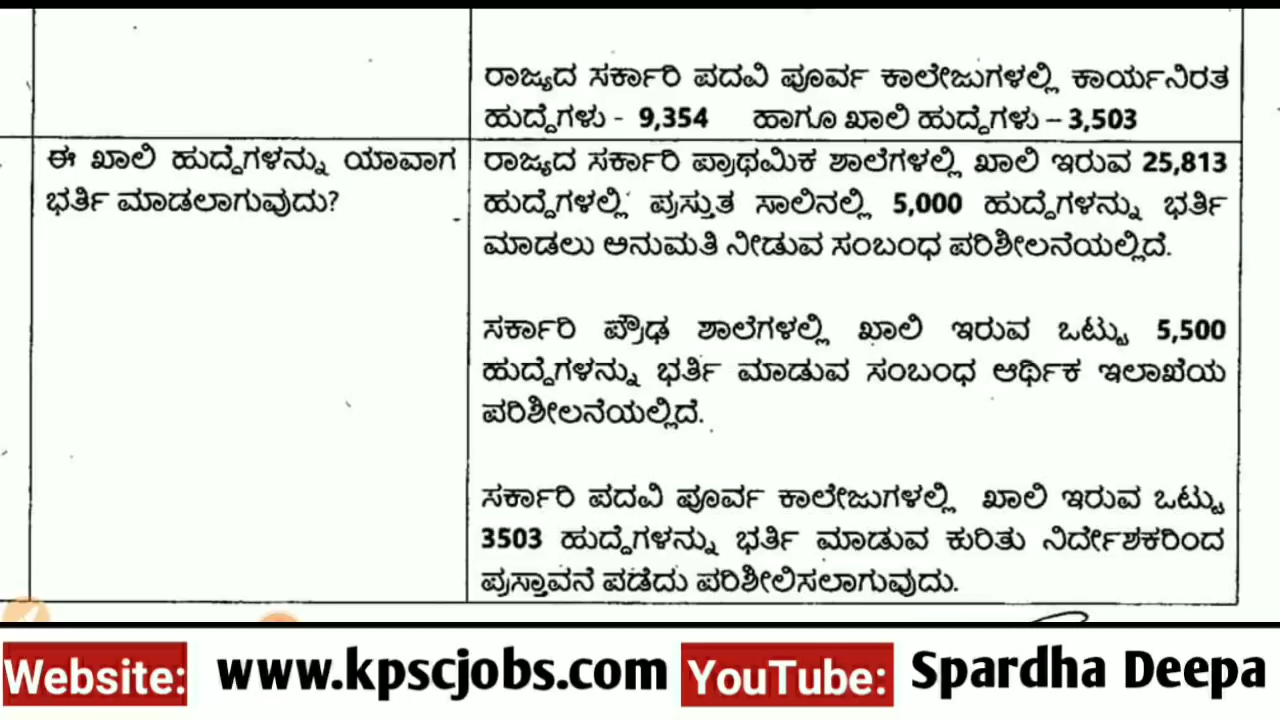 ರಾಜ್ಯದ ಸರ್ಕಾರಿ ಪದವಿ ಪೂರ್ವ ಕಾಲೇಜುಗಳಲ್ಲಿ ಕಾರ್ಯನಿರತ
ಹುದ್ದೆಗಳು - 9,354 ಹಾಗೂ ಖಾಲಿ ಹುದ್ದೆಗಳು – 3,503
ಈ ಖಾಲಿ ಹುದ್ದೆಗಳನ್ನು ಯಾವಾಗ
ಭರ್ತಿ ಮಾಡಲಾಗುವುದು?
ರಾಜ್ಯದ ಸರ್ಕಾರಿ ಪ್ರಾಥಮಿಕ ಶಾಲೆಗಳಲ್ಲಿ ಖಾಲಿ ಇರುವ 25,813
ಹುದ್ದೆಗಳಲ್ಲಿ ಪ್ರಸ್ತುತ ಸಾಲಿನಲ್ಲಿ 5,000 ಹುದ್ದೆಗಳನ್ನು ಭರ್ತಿ
ಮಾಡಲು ಅನುಮತಿ ನೀಡುವ ಸಂಬಂಧ ಪರಿಶೀಲನೆಯಲ್ಲಿದೆ.
ಸರ್ಕಾರಿ ಪ್ರೌಢ ಶಾಲೆಗಳಲ್ಲಿ ಖಾಲಿ ಇರುವ ಒಟ್ಟು 5,500
ಹುದ್ದೆಗಳನ್ನು ಭರ್ತಿ ಮಾಡುವ ಸಂಬಂಧ ಆರ್ಥಿಕ ಇಲಾಖೆಯ
ಪರಿಶೀಲನೆಯಲ್ಲಿದೆ.
ಸರ್ಕಾರಿ ಪದವಿ ಪೂರ್ವ ಕಾಲೇಜುಗಳಲ್ಲಿ ಖಾಲಿ ಇರುವ ಒಟ್ಟು
3503 ಹುದ್ದೆಗಳನ್ನು ಭರ್ತಿ ಮಾಡುವ ಕುರಿತು ನಿರ್ದೇಶಕರಿಂದ
ಪ್ರಸ್ತಾವನೆ ಪಡೆದು ಪರಿಶೀಲಿಸಲಾಗುವುದು.
Website: www.kpscjobs.com YouTube: Spardha Deepa